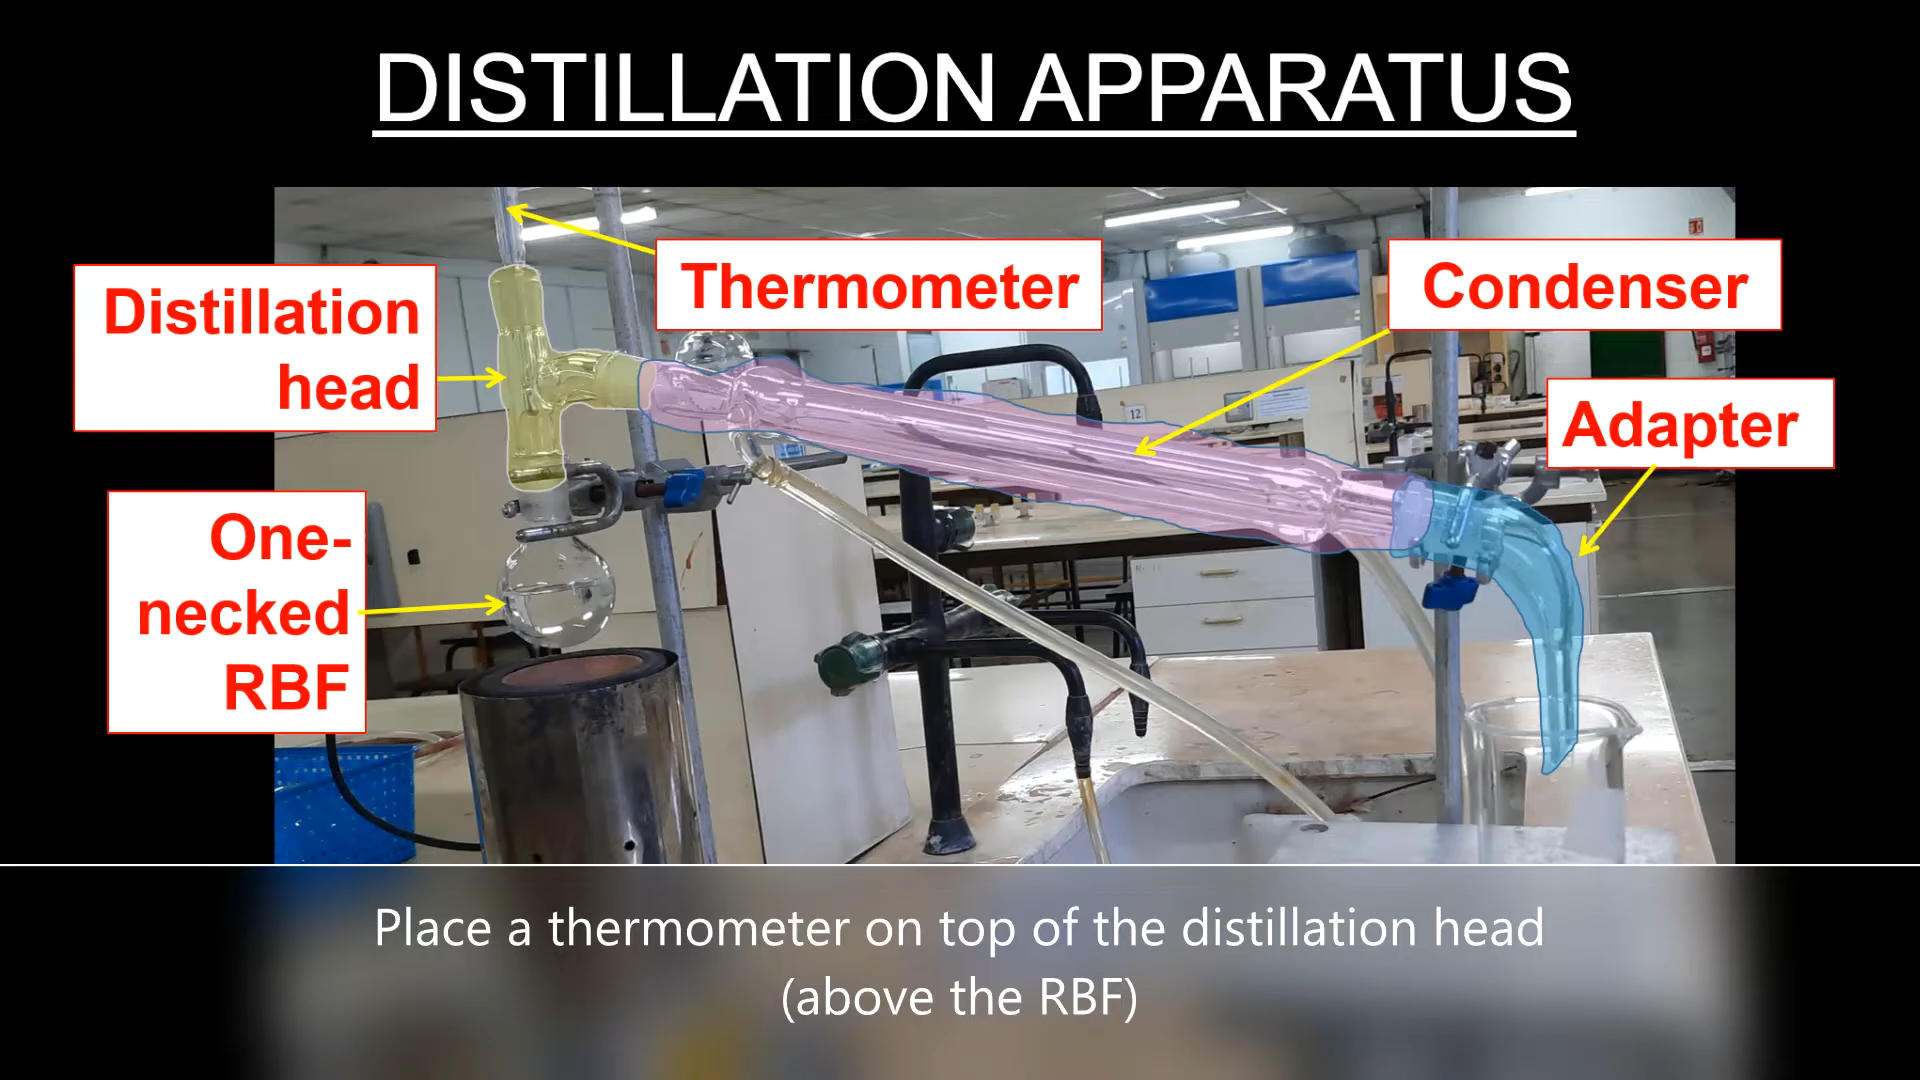 DISTILLATION APPARATUS
Thermometer
Condenser
Distillation
head
Adapter
12
One-
necked
RBF
Place a thermometer on top of the distillation head
(above the RBF)